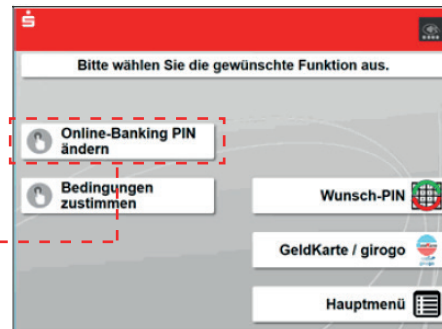 Bitte wählen Sie die gewünschte Funktion aus.
Online-Banking PIN
ändern
Bedingungen
zustimmen
Wunsch-PIN
GeldKarte / girogo
Hauptmenü